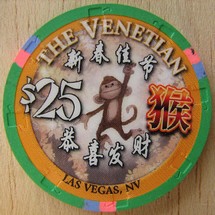 THE VENETIAN
新春佳节
$25
猴
恭喜发财
LAS VEGAS, NV